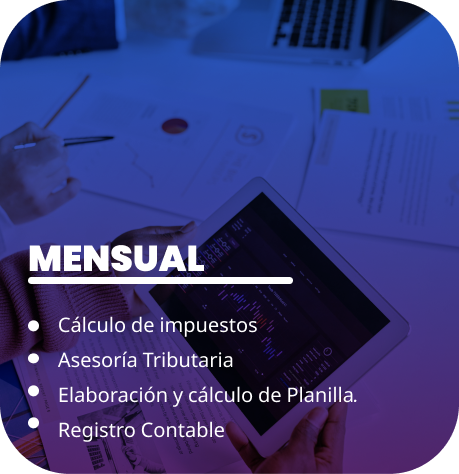 MENSUAL
Cálculo de impuestos
Asesoría Tributaria
Elaboración y cálculo de Planilla.
Registro Contable